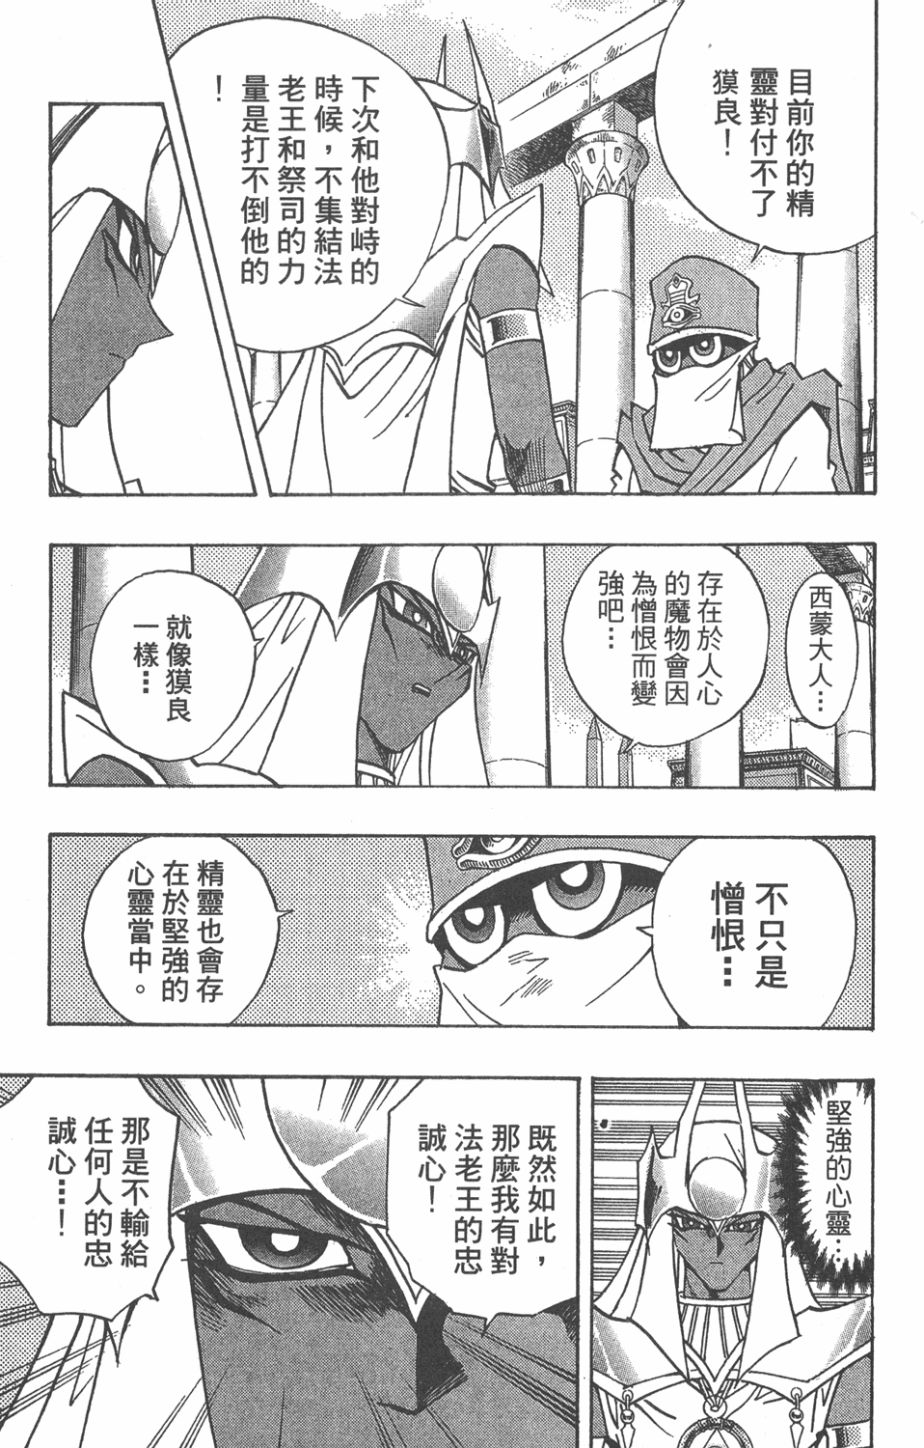 目前你的精
靈對付不了
獏良！
下次和他對峙的
時候，不集結法
老王和祭司的力
量是打不倒他的
！
西蒙大人…
存在於人心
的魔物會因
為憎恨而變
強吧…
就像獏良
一樣…
不只是
憎恨…
精靈也會存
在於堅強的
心靈當中。
堅強的心靈…
既然如此，
那麼我有對
法老王的忠
誠心！
那是不輸給
任何人的忠
誠心…！